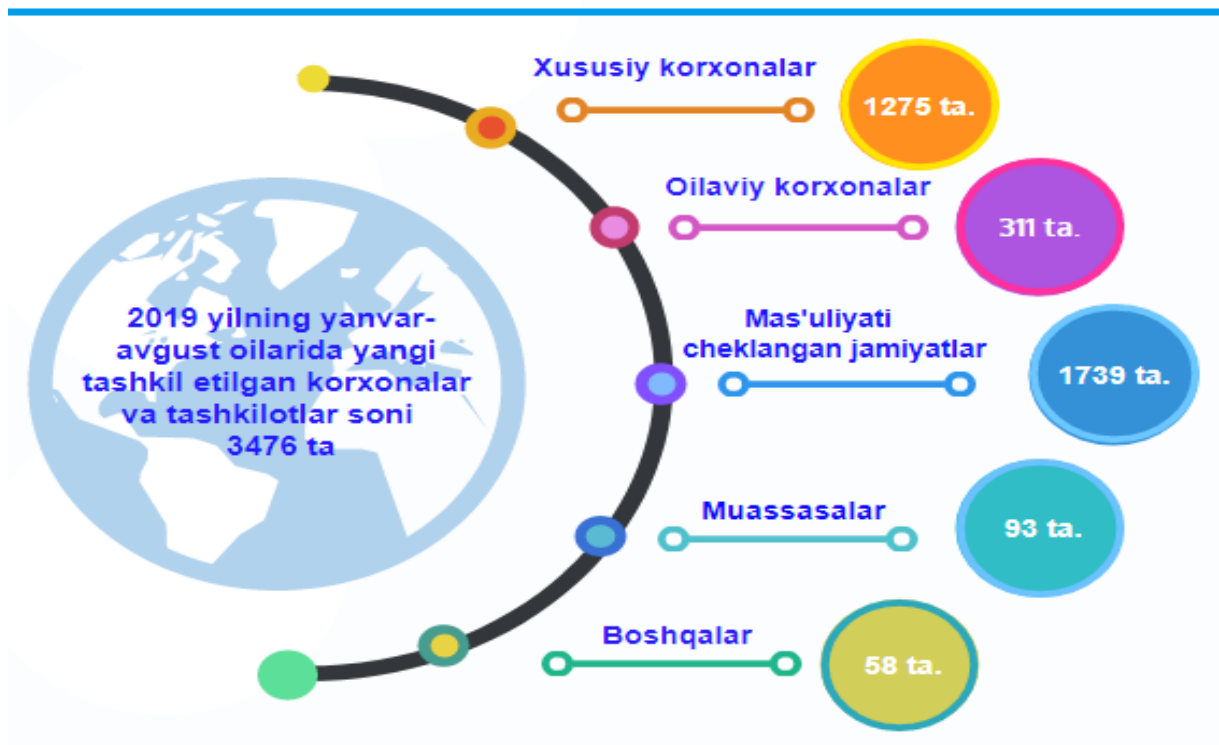 Xususiy korxonalar
1275 ta.
Oilaviy korxonalar
311 ta.
2019 yilning yanvar-
avgust oilarida yangi
tashkil etilgan korxonalar
va tashkilotlar soni
3476 ta
Mas'uliyati
cheklangan jamiyatlar
1739 ta.
Muassasalar
93 ta.
Boshqalar
58 ta.